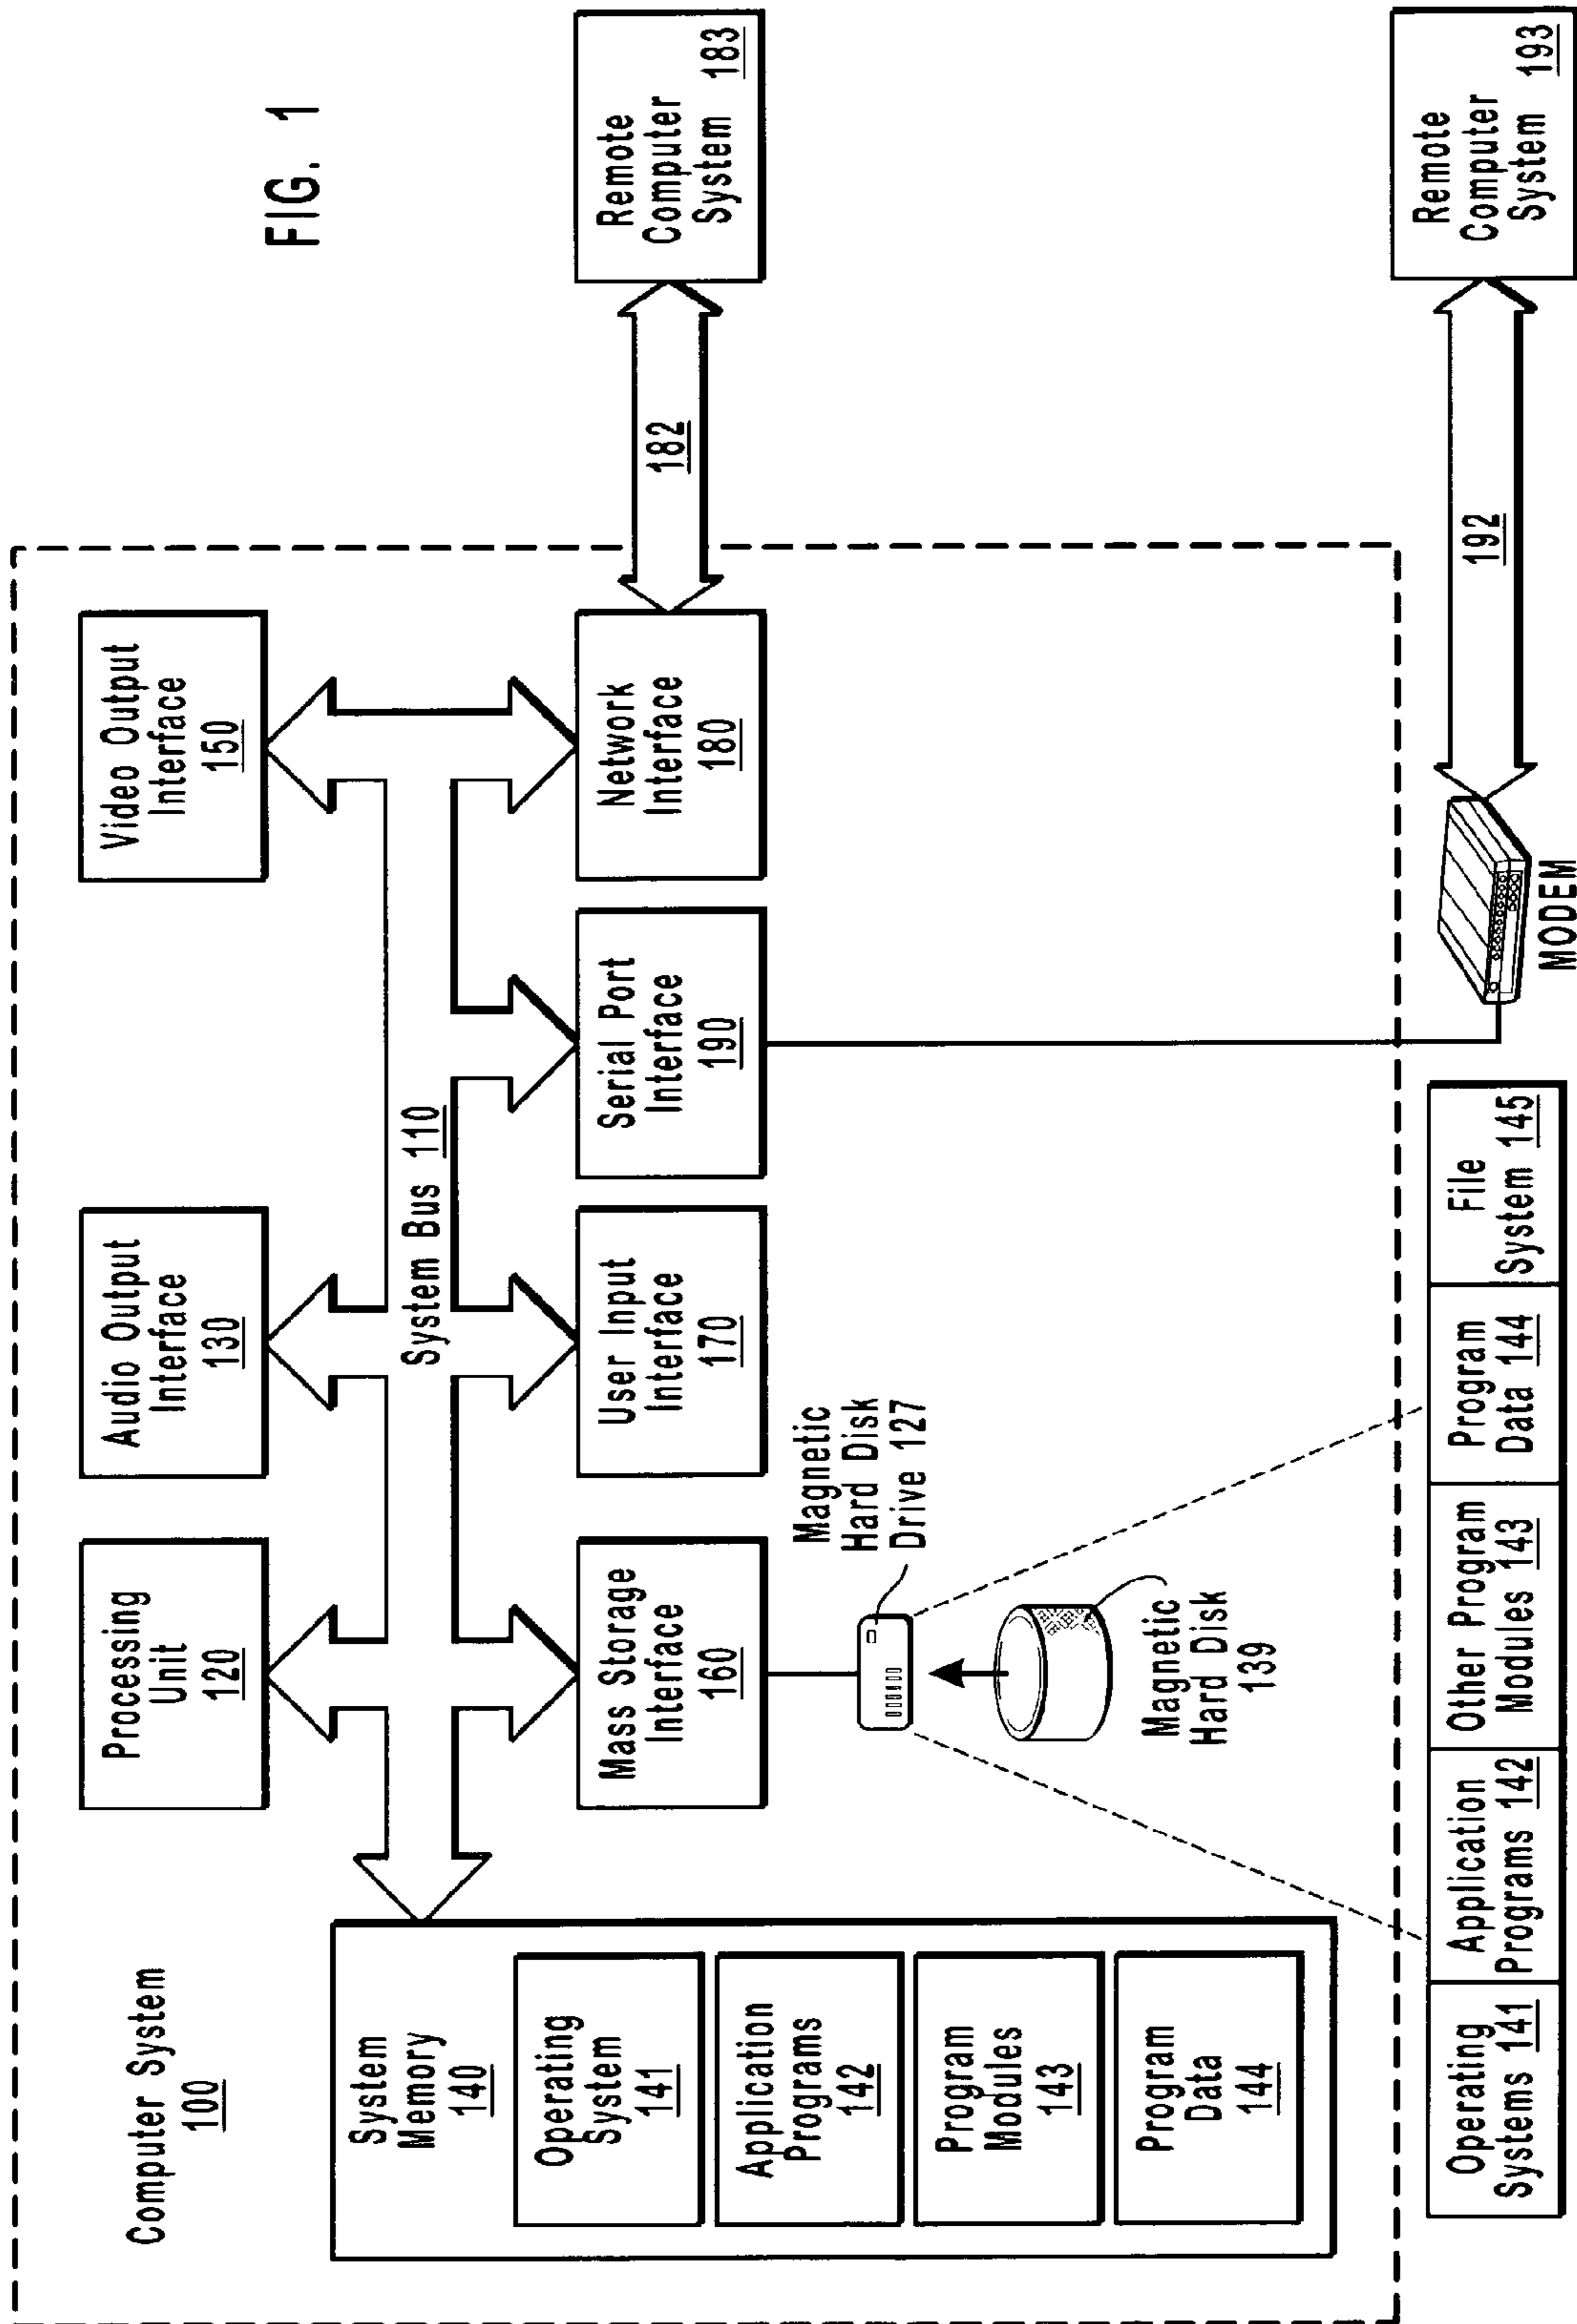 FIG. 1
Computer System
100
Processing
Unit
120
Audio Output
Interface
130
Video Output
Interface
150
System Bus 110
System
Memory
140
Operating
System
141
Application
Programs
142
Program
Modules
143
Program
Data
144
Mass Storage
Interface
160
User Input
Interface
170
Serial Port
Interface
190
Network
Interface
180
182
Remote
Computer
System 183
Magnetic
Hard Disk
Drive 127
Magnetic
Hard Disk
139
Operating
Systems 141
Application
Programs 142
Other Program
Modules 143
Program
Data 144
File
System 145
MODEM
192
Remote
Computer
System 193